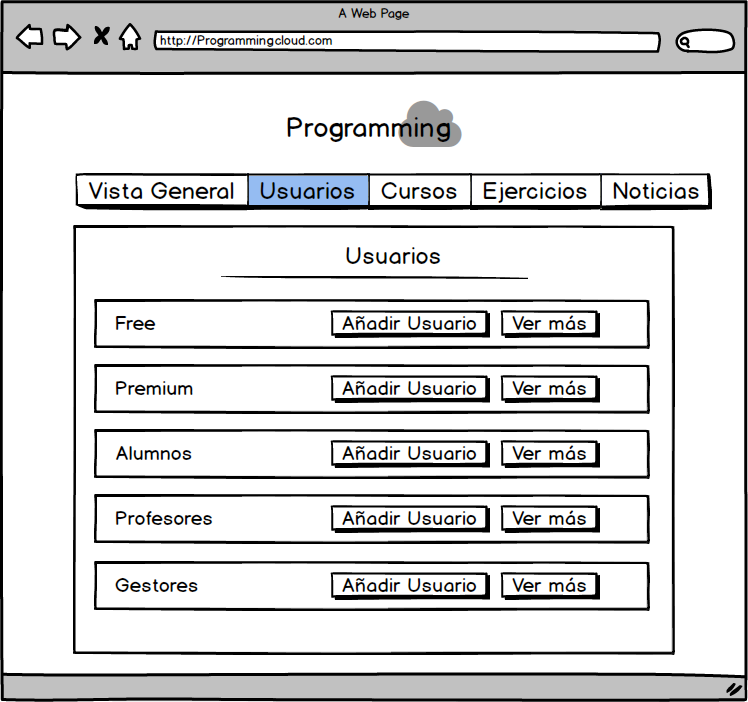 A Web Page
http://Programmingcloud.com
Programming
Vista General Usuarios Cursos Ejercicios Noticias
Usuarios
Free Añadir Usuario Ver más
Premium Añadir Usuario Ver más
Alumnos Añadir Usuario Ver más
Profesores Añadir Usuario Ver más
Gestores Añadir Usuario Ver más